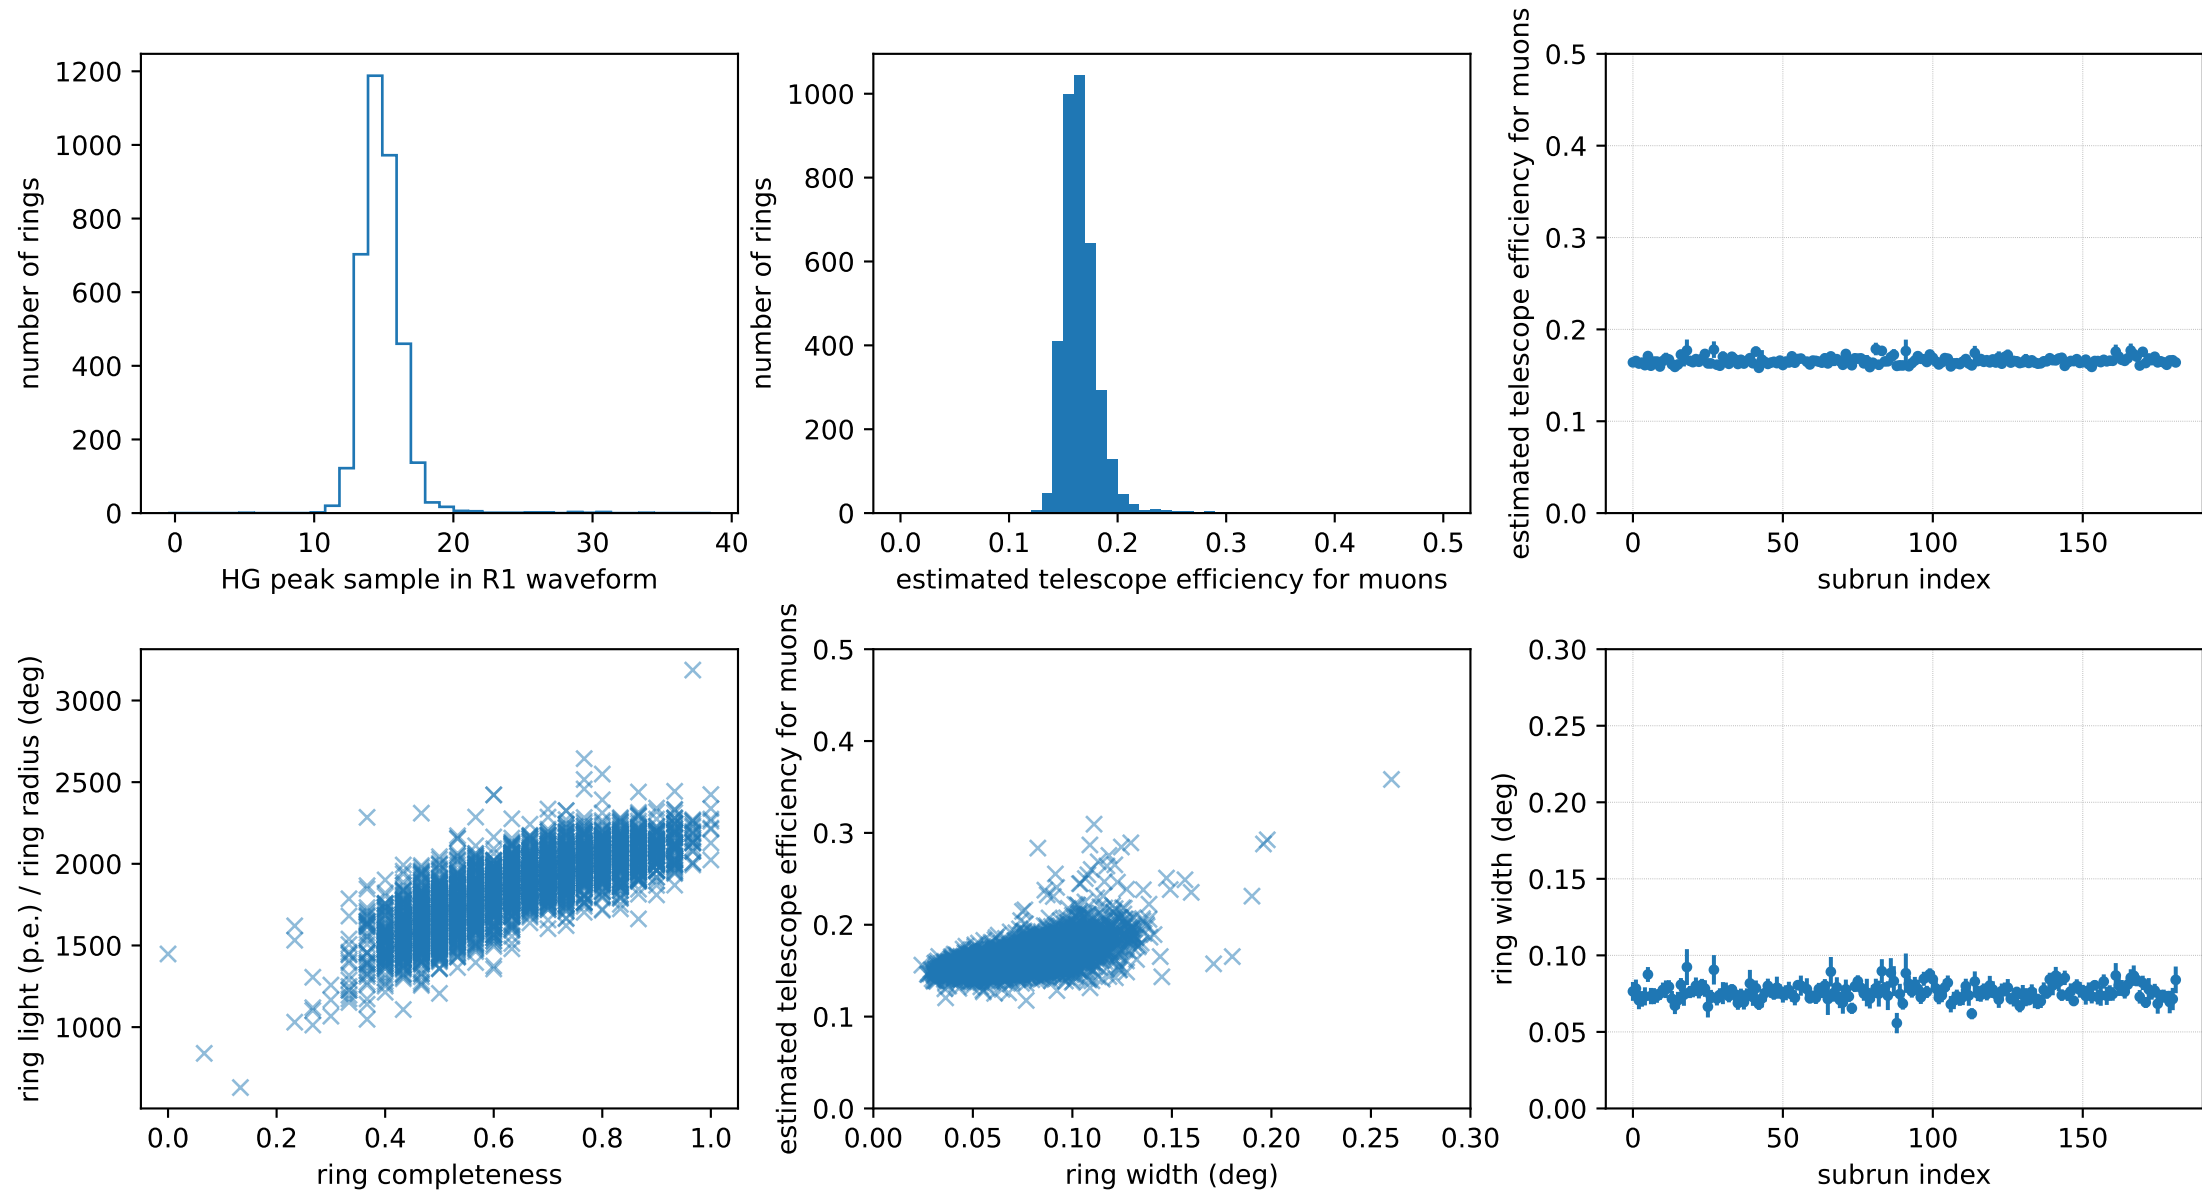 1200
1000
800
600
400
200
0
number of rings
0 10 20 30 40
HG peak sample in R1 waveform
1000
800
600
400
200
0
number of rings
0.0 0.1 0.2 0.3 0.4 0.5
estimated telescope efficiency for muons
0.5
0.4
0.3
0.2
0.1
0.0
estimated telescope efficiency for muons
0 50 100 150
subrun index
3000
2500
2000
1500
1000
ring light (p.e.) / ring radius (deg)
0.0 0.2 0.4 0.6 0.8 1.0
ring completeness
0.5
0.4
0.3
0.2
0.1
0.0
estimated telescope efficiency for muons
0.00 0.05 0.10 0.15 0.20 0.25 0.30
ring width (deg)
0.30
0.25
0.20
0.15
0.10
0.05
0.00
ring width (deg)
0 50 100 150
subrun index